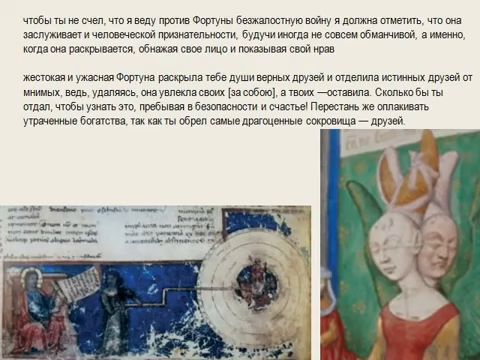 чтобы ты не счел, что я веду против Фортуны безжалостную войну я должна отметить, что она
заслуживает и человеческой признательности, будучи иногда не совсем обманчивой, а именно,
когда она раскрывается, обнажая свое лицо и показывая свой нрав
жестокая и ужасная Фортуна раскрыла тебе души верных друзей и отделила истинных друзей от
мнимых, ведь, удаляясь, она увлекла своих [за собою], а твоих —оставила. Сколько бы ты
отдал, чтобы узнать это, пребывая в безопасности и счастье! Перестань же оплакивать
утраченные богатства, так как ты обрел самые драгоценные сокровища — друзей.